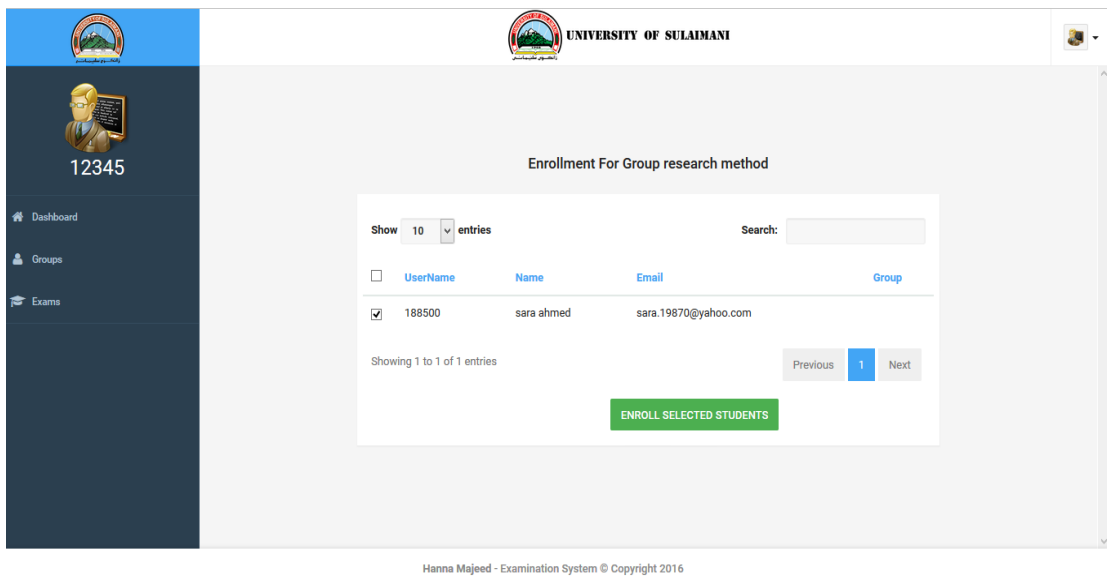 UNIVERSITY OF SULAIMANI
12345
Dashboard
Groups
Exams
Enrollment For Group research method
Show 10 entries Search:
UserName Name Email Group
188500 sara ahmed sara.19870@yahoo.com
Showing 1 to 1 of 1 entries Previous 1 Next
ENROLL SELECTED STUDENTS
Hanna Majeed - Examination System © Copyright 2016